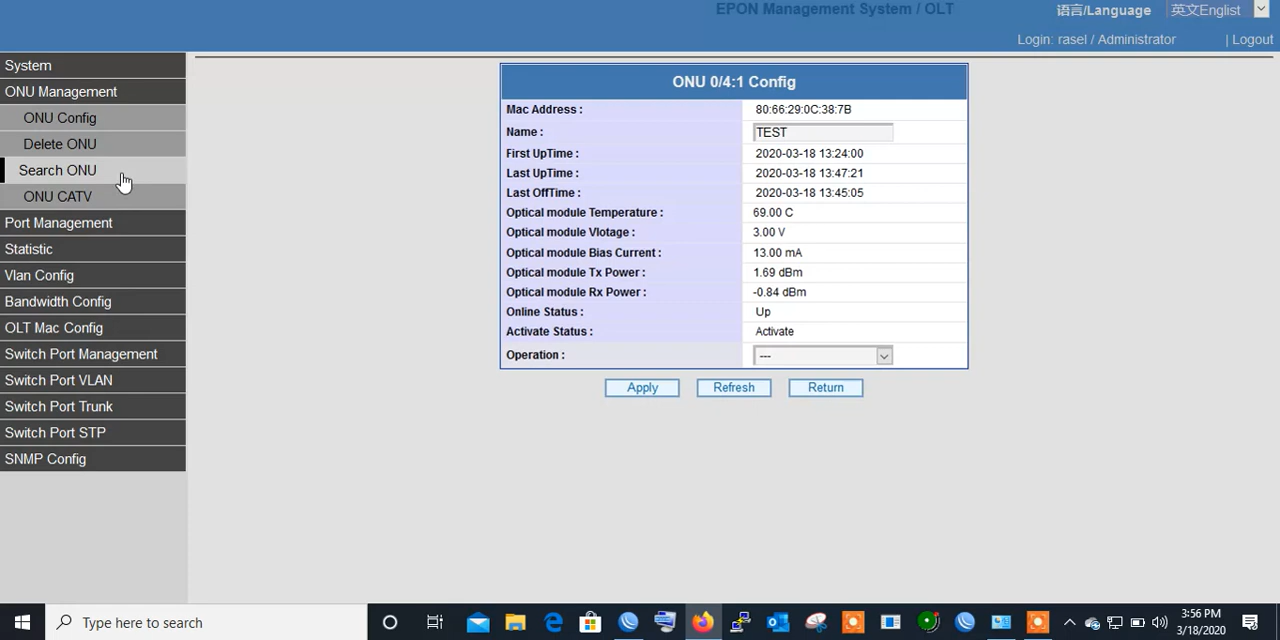 EPON Management System / OLT
语言/Language
英文Englist
Login: rasel / Administrator
| Logout
System
ONU Management
ONU Config
Delete ONU
Search ONU
ONU CATV
Port Management
Statistic
Vlan Config
Bandwidth Config
OLT Mac Config
Switch Port Management
Switch Port VLAN
Switch Port Trunk
Switch Port STP
SNMP Config
ONU 0/4:1 Config
Mac Address : 80:66:29:0C:38:7B
Name : TEST
First UpTime : 2020-03-18 13:24:00
Last UpTime : 2020-03-18 13:47:21
Last OffTime : 2020-03-18 13:45:05
Optical module Temperature : 69.00 C
Optical module Vlotage : 3.00 V
Optical module Bias Current : 13.00 mA
Optical module Tx Power : 1.69 dBm
Optical module Rx Power : -0.84 dBm
Online Status : Up
Activate Status : Activate
Operation : ---
Apply Refresh Return
Type here to search
3:56 PM
3/18/2020